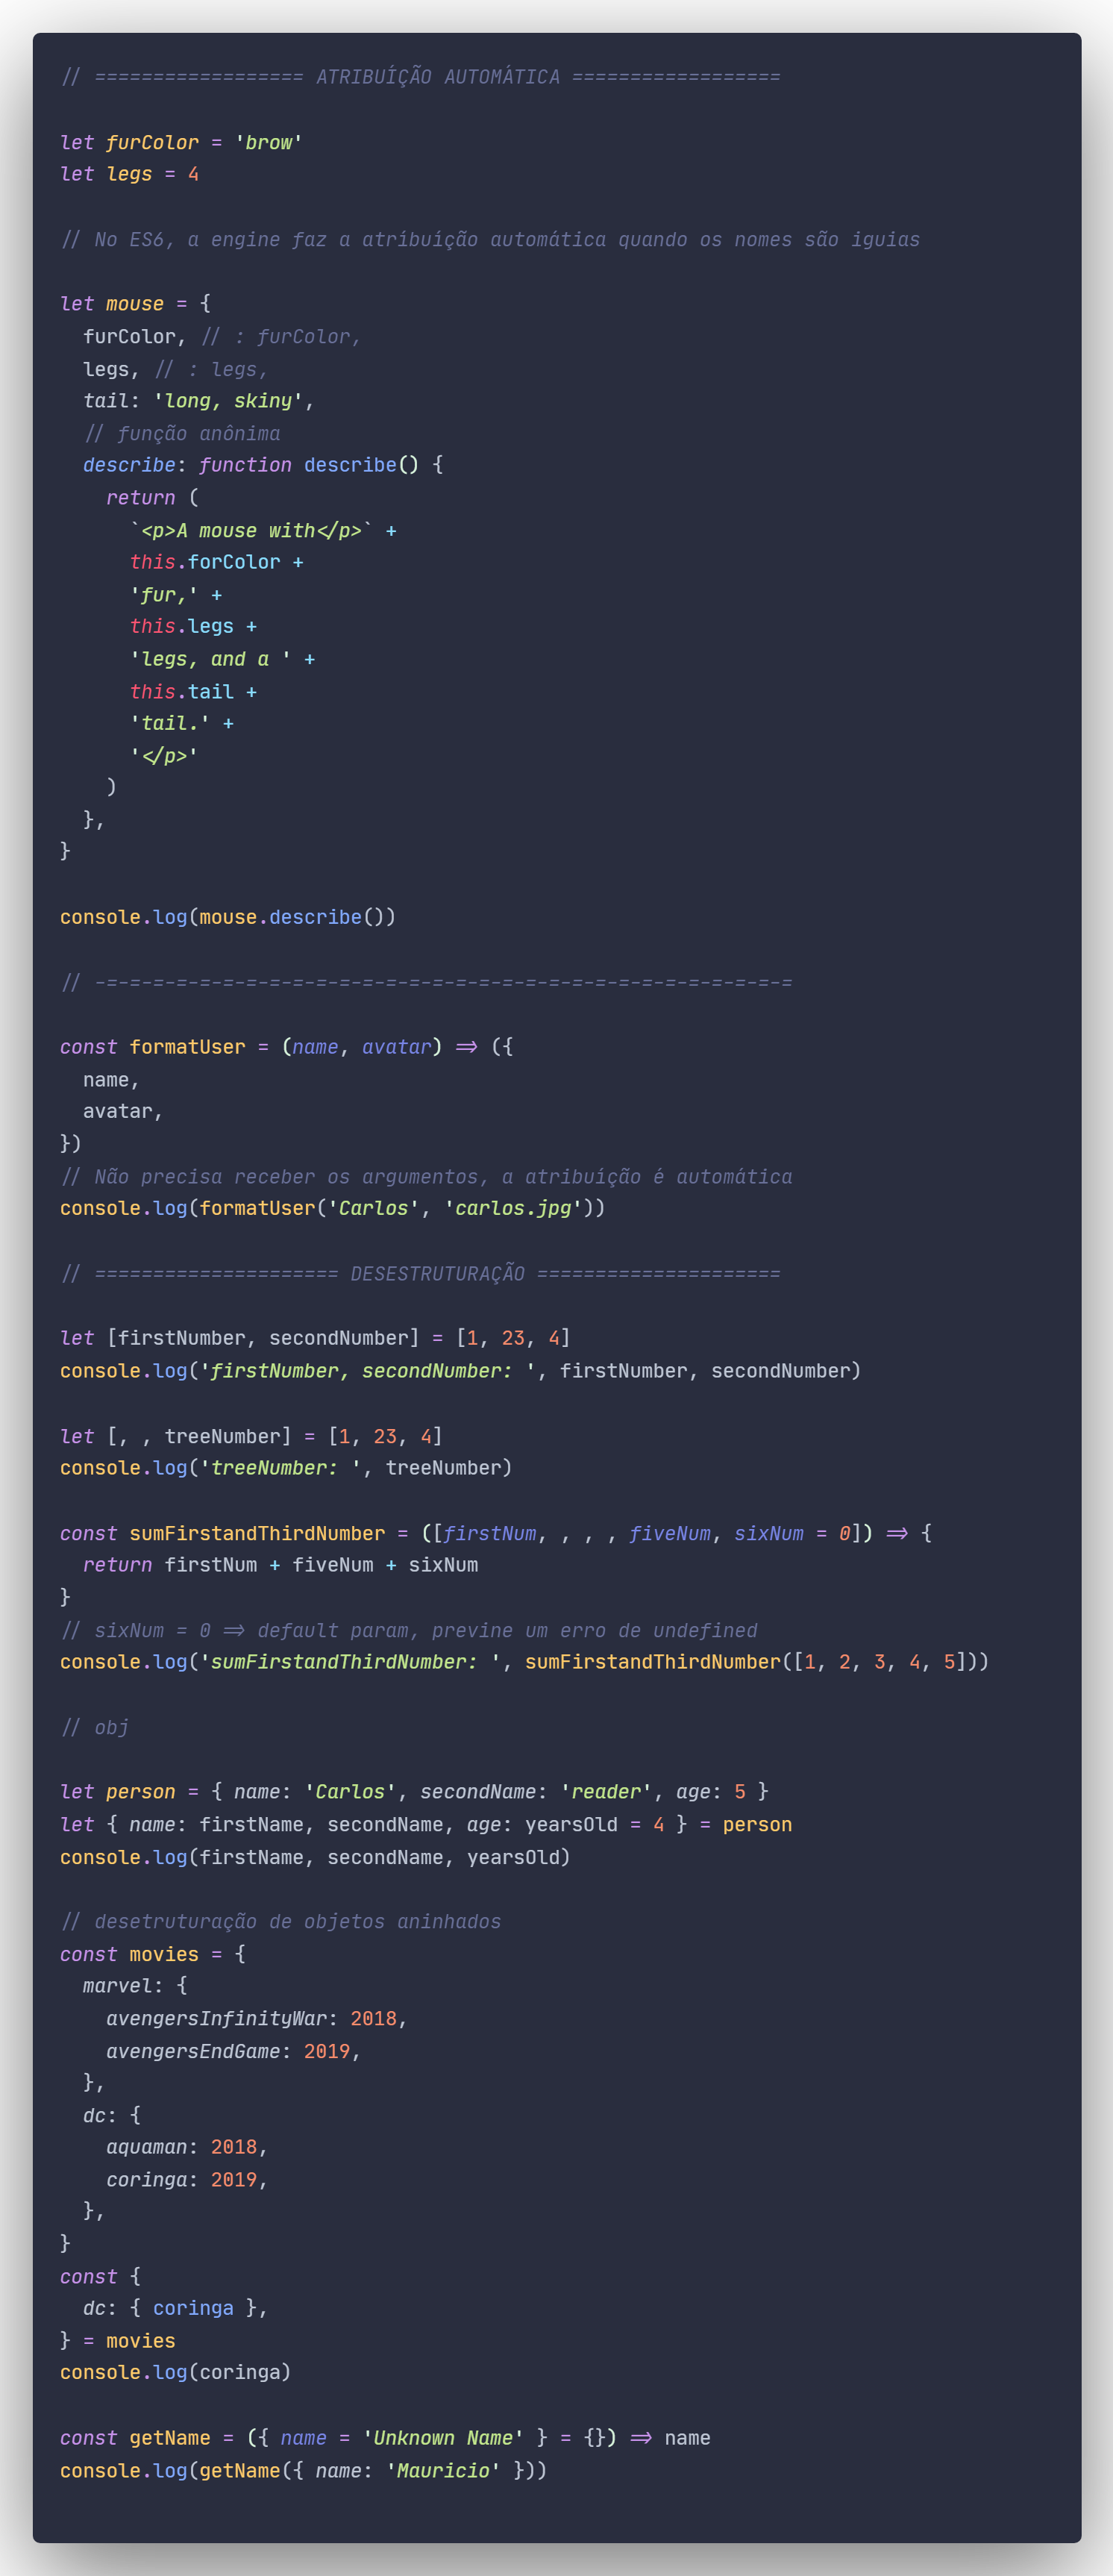 // ================== ATRIBUÍÇÃO AUTOMÁTICA ==================
let furColor = 'brow'
let legs = 4
// No ES6, a engine faz a atríbuíção automática quando os nomes são iguias
let mouse = {
furColor, // : furColor,
legs, // : legs,
tail: 'long, skiny',
// função anônima
describe: function describe() {
return (
`<p>A mouse with</p>` +
this.forColor +
'fur,' +
this.legs +
'legs, and a ' +
this.tail +
'tail.' +
'</p>'
)
},
}
console.log(mouse.describe())
// -=-=-=-=-=-=-=-=-=-=-=-=-=-=-=-=-=-=-=-=-=-=-=-=-=-=-=-=-=-=
const formatUser = (name, avatar) => ({
name,
avatar,
})
// Não precisa receber os argumentos, a atribuíção é automática
console.log(formatUser('Carlos', 'carlos.jpg'))
// ===================== DESESTRUTURAÇÃO =====================
let [firstNumber, secondNumber] = [1, 23, 4]
console.log('firstNumber, secondNumber: ', firstNumber, secondNumber)
let [, , treeNumber] = [1, 23, 4]
console.log('treeNumber: ', treeNumber)
const sumFirstandThirdNumber = ([firstNum, , , , fiveNum, sixNum = 0]) => {
return firstNum + fiveNum + sixNum
}
// sixNum = 0 => default param, previne um erro de undefined
console.log('sumFirstandThirdNumber: ', sumFirstandThirdNumber([1, 2, 3, 4, 5]))
// obj
let person = { name: 'Carlos', secondName: 'reader', age: 5 }
let { name: firstName, secondName, age: yearsOld = 4 } = person
console.log(firstName, secondName, yearsOld)
// desetruturação de objetos aninhados
const movies = {
marvel: {
avengersInfinityWar: 2018,
avengersEndGame: 2019,
},
dc: {
aquaman: 2018,
coringa: 2019,
},
}
const {
dc: { coringa },
} = movies
console.log(coringa)
const getName = ({ name = 'Unknown Name' } = {}) => name
console.log(getName({ name: 'Mauricio' }))